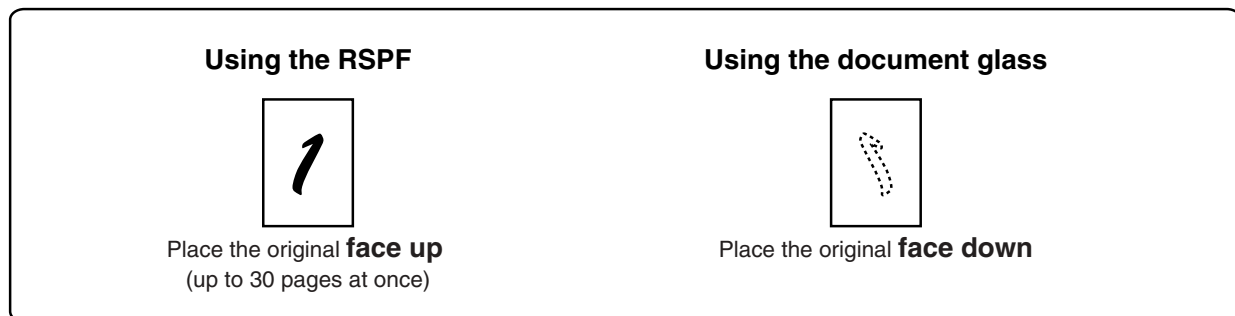 Using the RSPF
1
Place the original face up
(up to 30 pages at once)
Using the document glass
Place the original face down